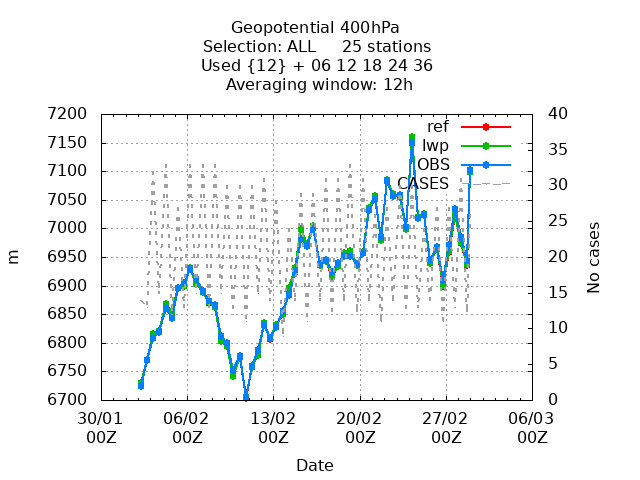 Geopotential 400hPa
Selection: ALL 25 stations
Used {12} + 06 12 18 24 36
Averaging window: 12h
7200
7150
7100
7050
7000
6950
6900
6850
6800
6750
6700
m
40
35
30
25
20
15
10
5
0
No cases
ref
lwp
OBS
CASES
30/01 06/02 13/02 20/02 27/02 06/03
00Z 00Z 00Z 00Z 00Z 00Z
Date